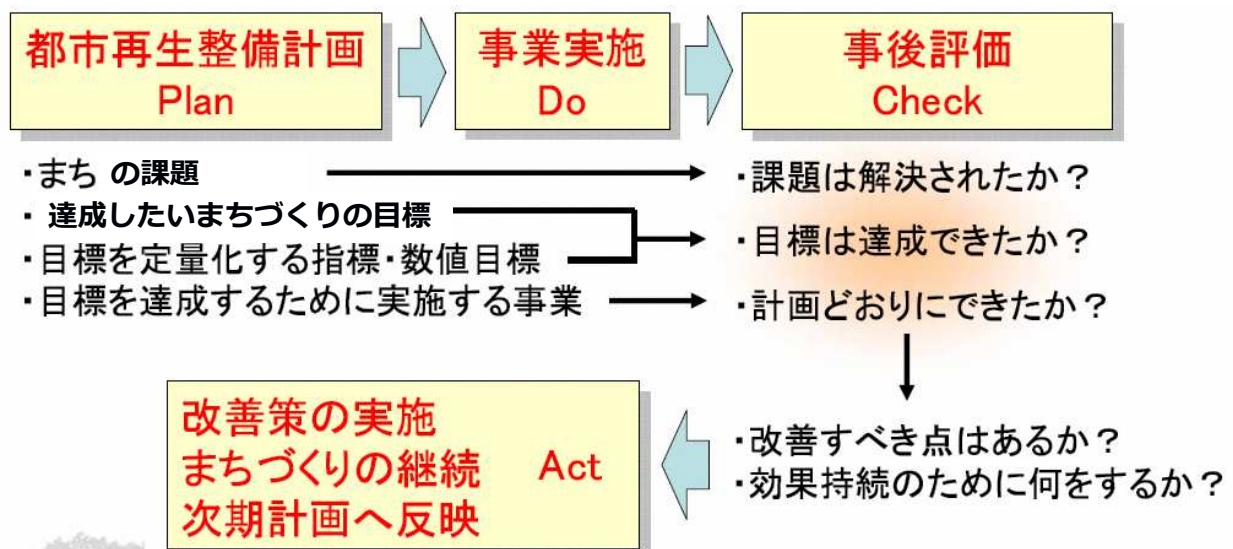 都市再生整備計画
Plan
事業実施
Do
事後評価
Check
・まち の課題
・ 達成したいまちづくりの目標
・目標を定量化する指標・数値目標
・目標を達成するために実施する事業
・課題は解決されたか？
・目標は達成できたか？
・計画どおりにできたか？
・改善すべき点はあるか？
・効果持続のために何をするか？
改善策の実施
まちづくりの継続 Act
次期計画へ反映